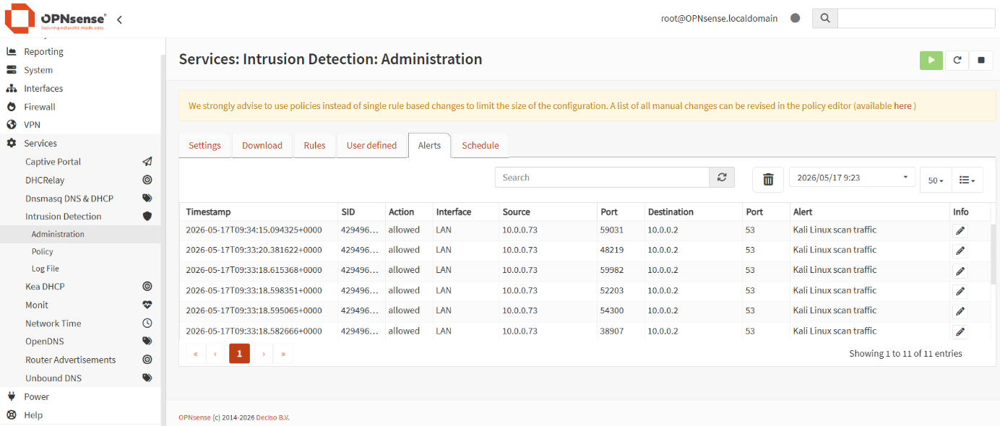 OPNsense®
Securing networks made easy
root@OPNsense.localdomain
Reporting
System
Interfaces
Firewall
VPN
Services
Captive Portal
DHCRelay
Dnsmasq DNS & DHCP
Intrusion Detection
Administration
Policy
Log File
Kea DHCP
Monit
Network Time
OpenDNS
Router Advertisements
Unbound DNS
Power
Help
Services: Intrusion Detection: Administration
We strongly advise to use policies instead of single rule based changes to limit the size of the configuration. A list of all manual changes can be revised in the policy editor (available here )
Settings Download Rules User defined Alerts Schedule
Search 2026/05/17 9:23 50
Timestamp SID Action Interface Source Port Destination Port Alert Info
2026-05-17T09:34:15.094325+0000 429496... allowed LAN 10.0.0.73 59031 10.0.0.2 53 Kali Linux scan traffic
2026-05-17T09:33:20.381622+0000 429496... allowed LAN 10.0.0.73 48219 10.0.0.2 53 Kali Linux scan traffic
2026-05-17T09:33:18.615368+0000 429496... allowed LAN 10.0.0.73 59982 10.0.0.2 53 Kali Linux scan traffic
2026-05-17T09:33:18.598351+0000 429496... allowed LAN 10.0.0.73 52203 10.0.0.2 53 Kali Linux scan traffic
2026-05-17T09:33:18.595065+0000 429496... allowed LAN 10.0.0.73 54300 10.0.0.2 53 Kali Linux scan traffic
2026-05-17T09:33:18.582666+0000 429496... allowed LAN 10.0.0.73 38907 10.0.0.2 53 Kali Linux scan traffic
« ‹ 1 › » Showing 1 to 11 of 11 entries
OPNsense (c) 2014-2026 Deciso B.V.